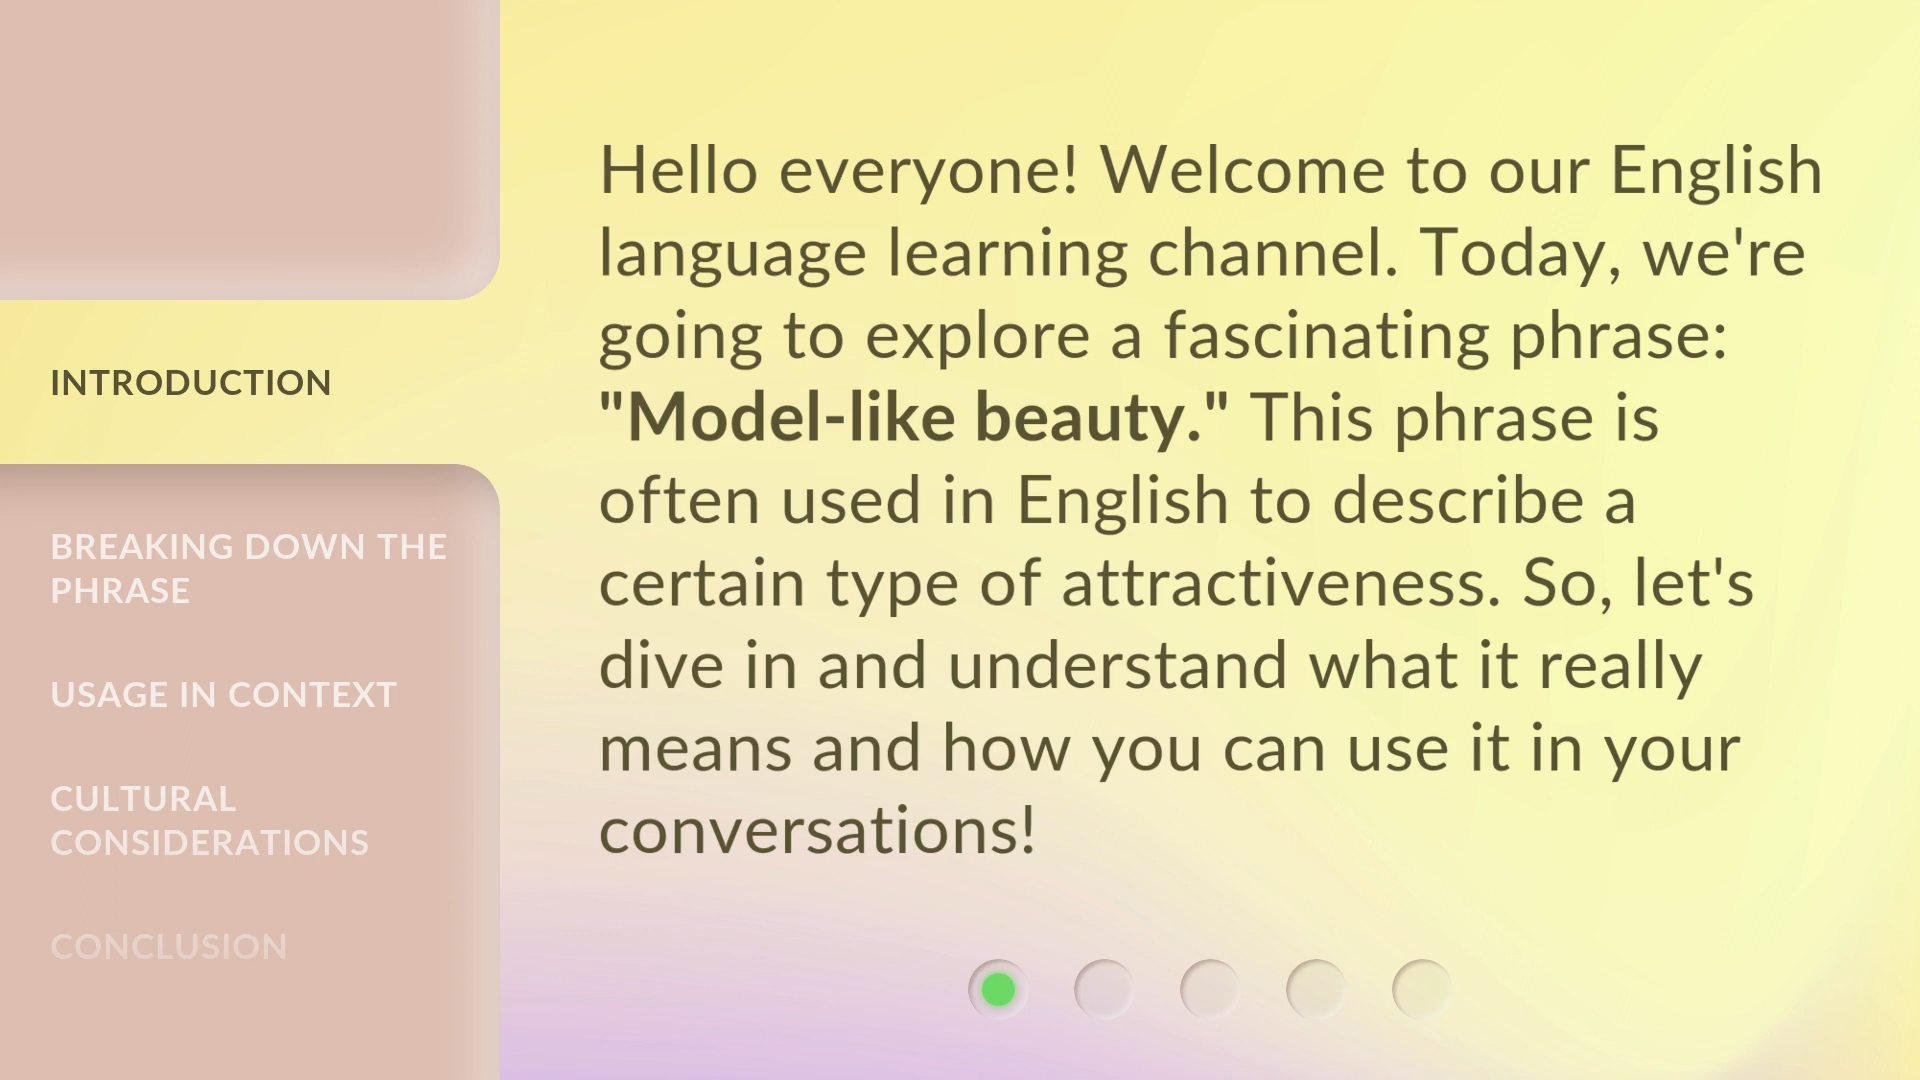 INTRODUCTION
BREAKING DOWN THE
PHRASE
USAGE IN CONTEXT
CULTURAL
CONSIDERATIONS
CONCLUSION
Hello everyone! Welcome to our English
language learning channel. Today, we're
going to explore a fascinating phrase:
"Model-like beauty." This phrase is
often used in English to describe a
certain type of attractiveness. So, let's
dive in and understand what it really
means and how you can use it in your
conversations!